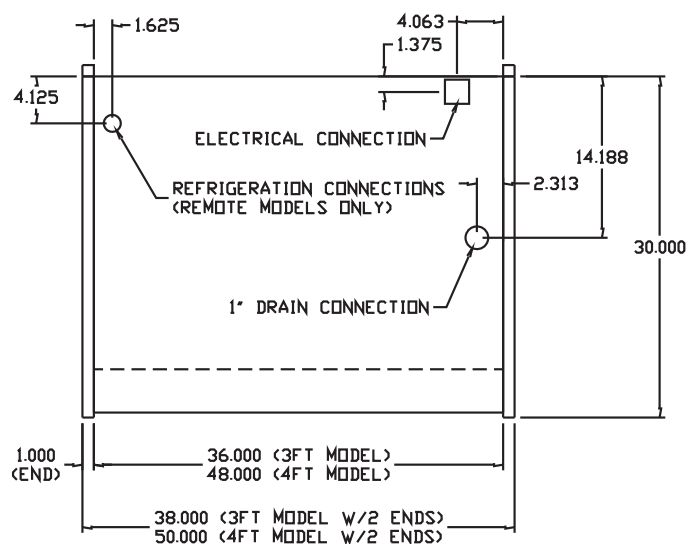 1.625
4.063
1.375
4.125
ELECTRICAL CONNECTION
14.188
REFRIGERATION CONNECTIONS
(REMOTE MODELS ONLY)
2.313
30.000
1" DRAIN CONNECTION
1.000
(END)
36.000 (3FT MODEL)
48.000 (4FT MODEL)
38.000 (3FT MODEL W/2 ENDS)
50.000 (4FT MODEL W/2 ENDS)